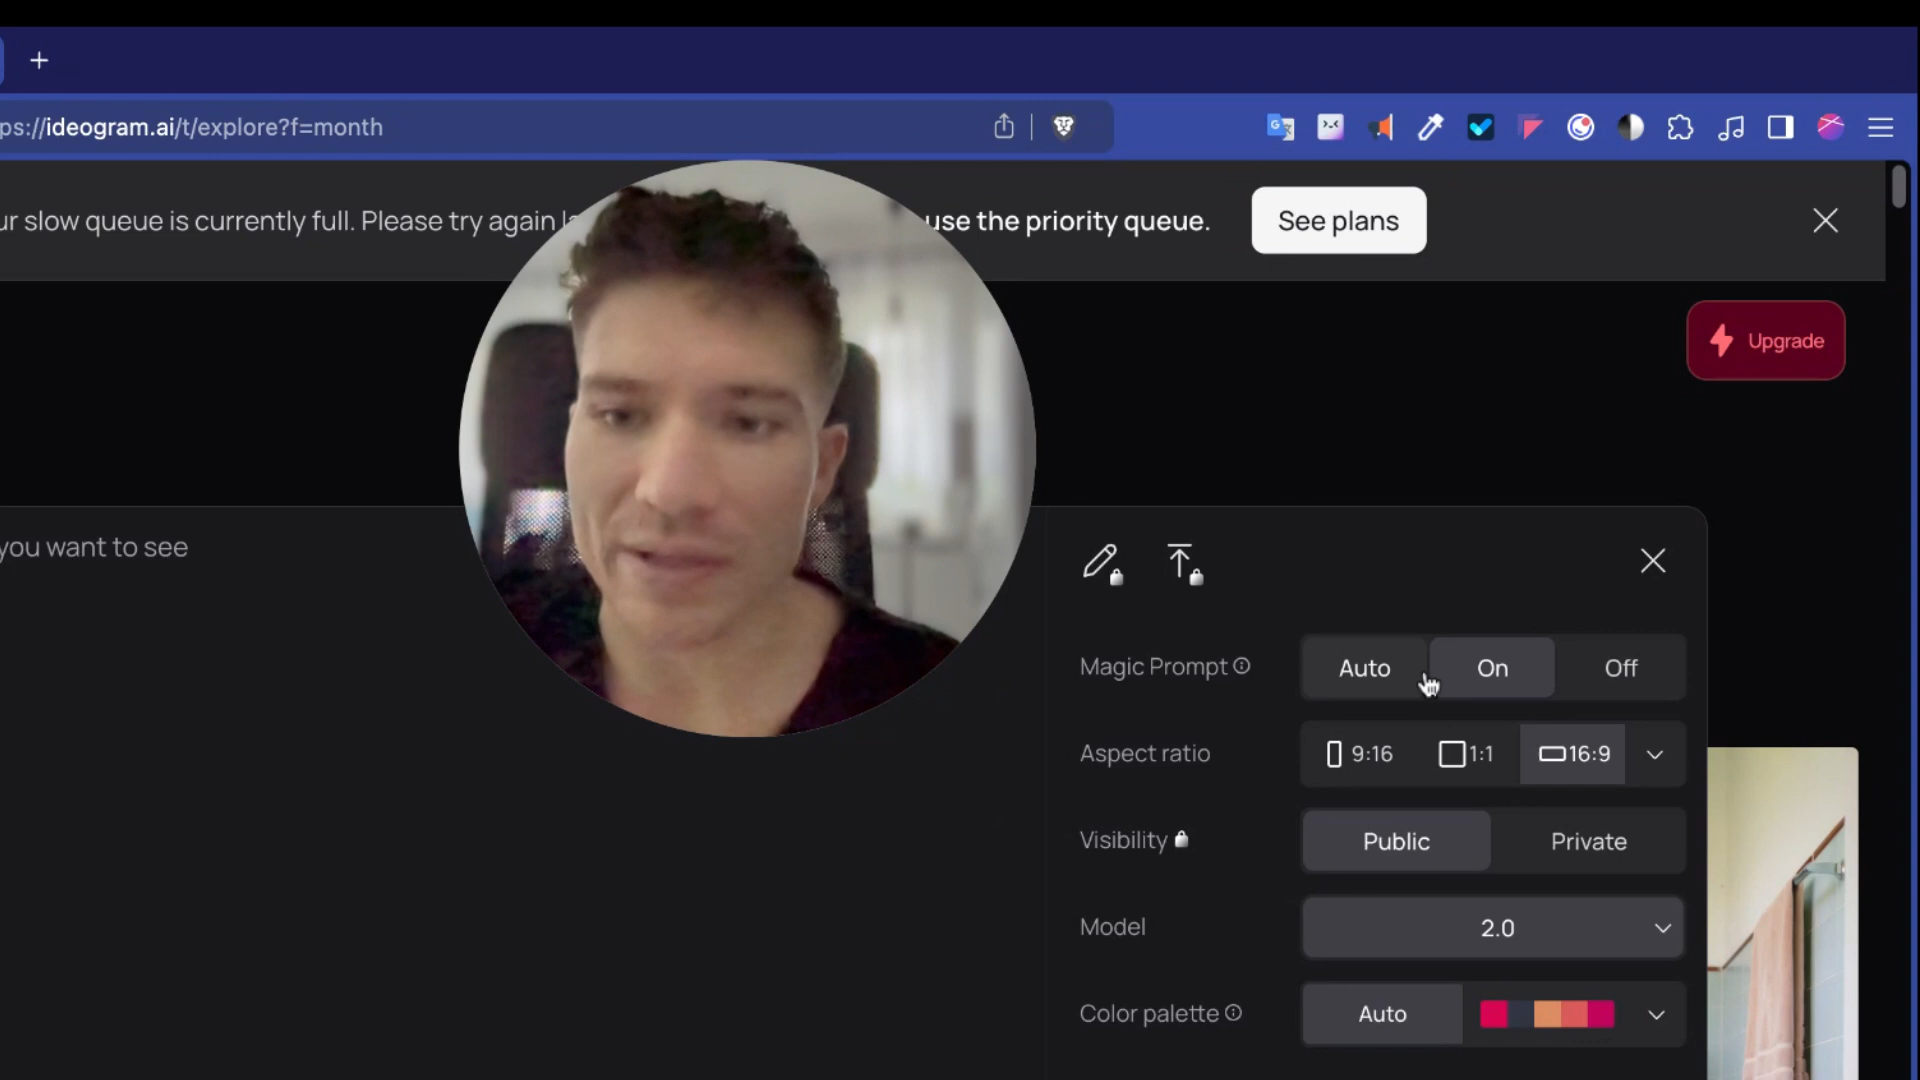 ps://ideogram.ai/t/explore?f=month
ur slow queue is currently full. Please try again
use the priority queue.
See plans
Upgrade
you want to see
Magic Prompt
Auto
On
Off
Aspect ratio
9:16
1:1
16:9
Visibility
Public
Private
Model
2.0
Color palette
Auto